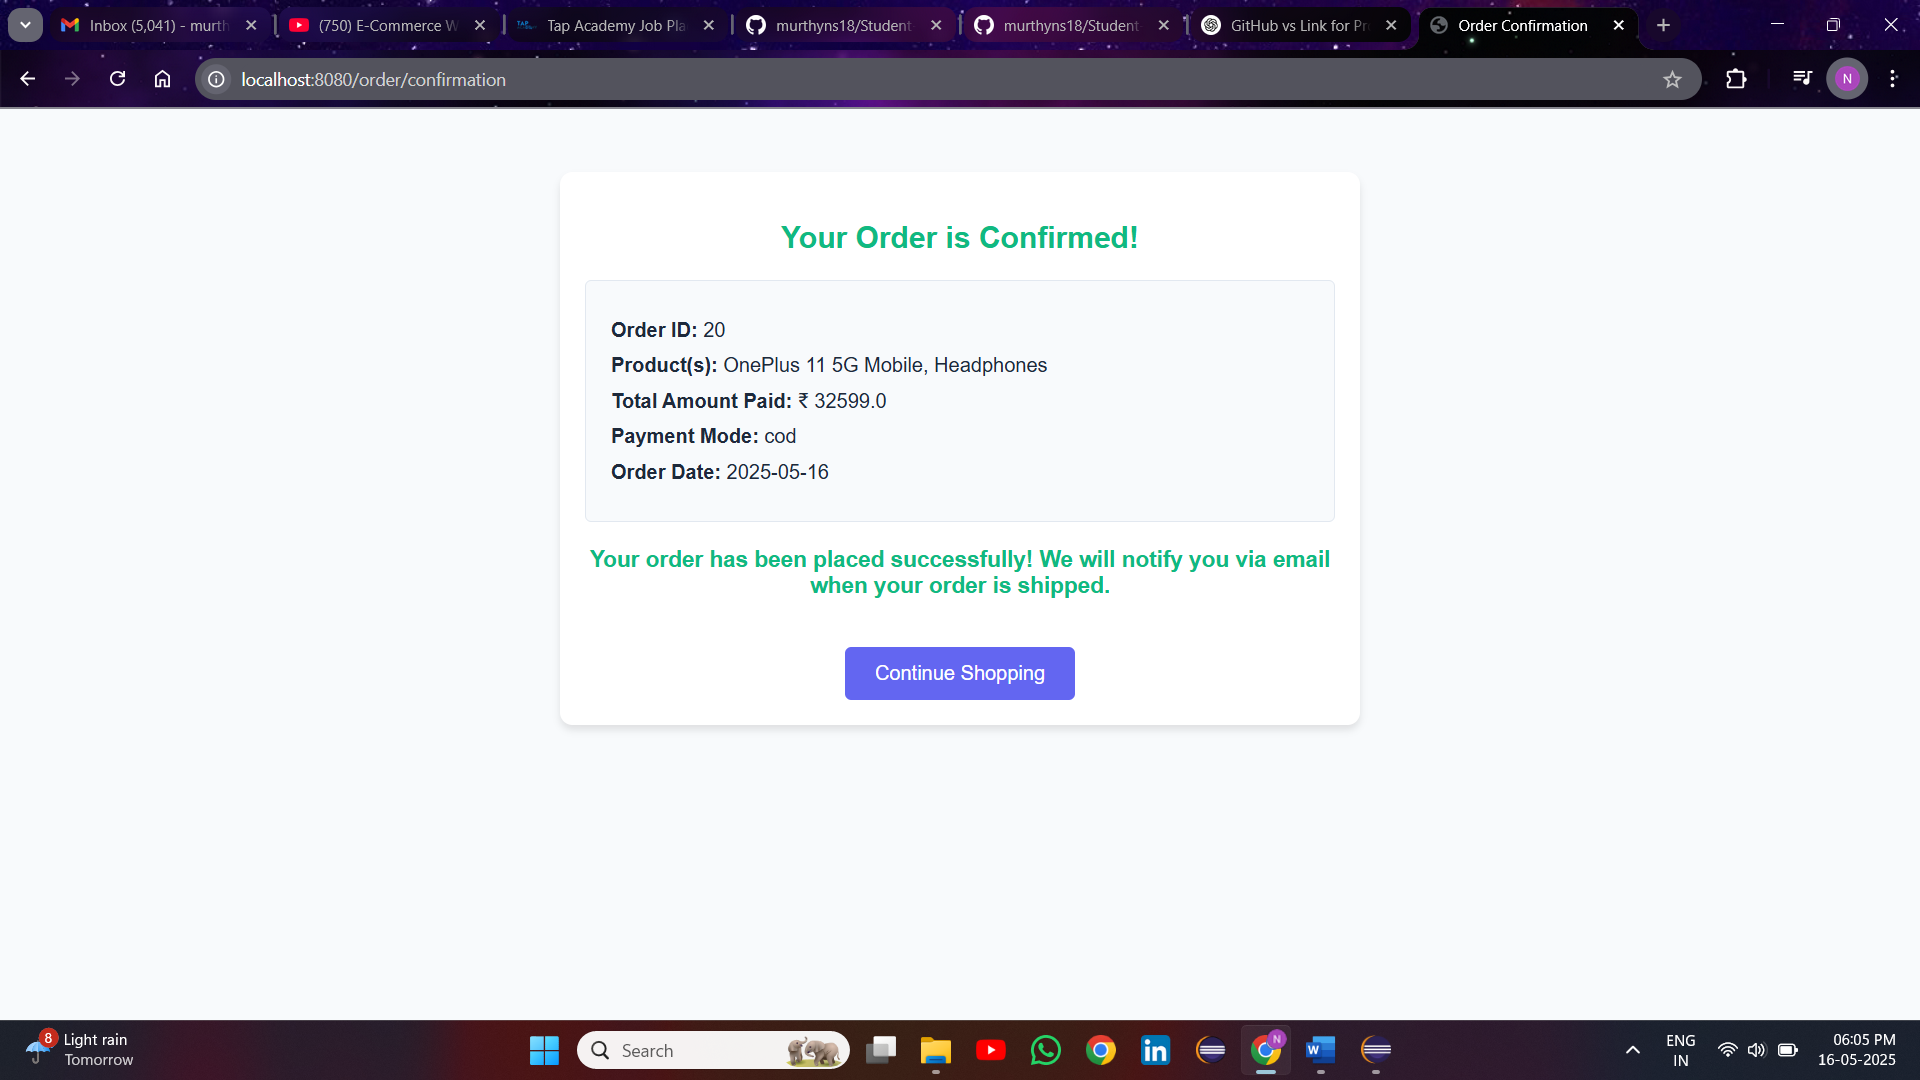 Inbox (5,041) - murth
(750) E-Commerce W
TAP
Tap Academy Job Pla
murthyns18/Student
murthyns18/Student
GitHub vs Link for Pr
Order Confirmation
localhost:8080/order/confirmation
N
Your Order is Confirmed!
Order ID: 20
Product(s): OnePlus 11 5G Mobile, Headphones
Total Amount Paid: ₹ 32599.0
Payment Mode: cod
Order Date: 2025-05-16
Your order has been placed successfully! We will notify you via email
when your order is shipped.
Continue Shopping
8
Light rain
Tomorrow
Search
in
N
W
ENG
IN
06:05 PM
16-05-2025